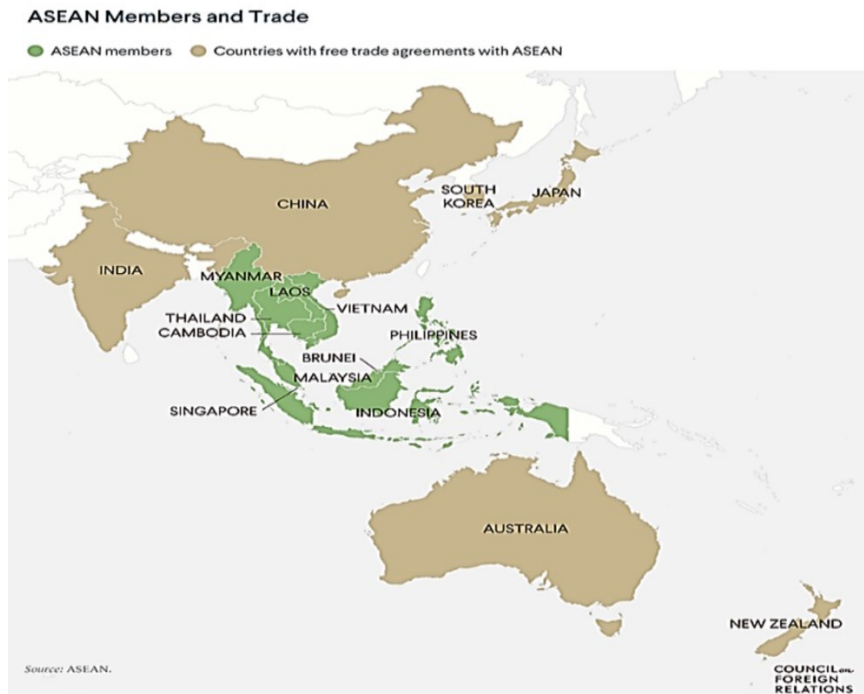 ASEAN Members and Trade
ASEAN members
Countries with free trade agreements with ASEAN
CHINA
SOUTH
KOREA
JAPAN
INDIA
MYANMAR
LAOS
THAILAND
VIETNAM
CAMBODIA
PHILIPPINES
BRUNEI
MALAYSIA
SINGAPORE
INDONESIA
AUSTRALIA
NEW ZEALAND
Source: ASEAN.
COUNCIL on
FOREIGN
RELATIONS